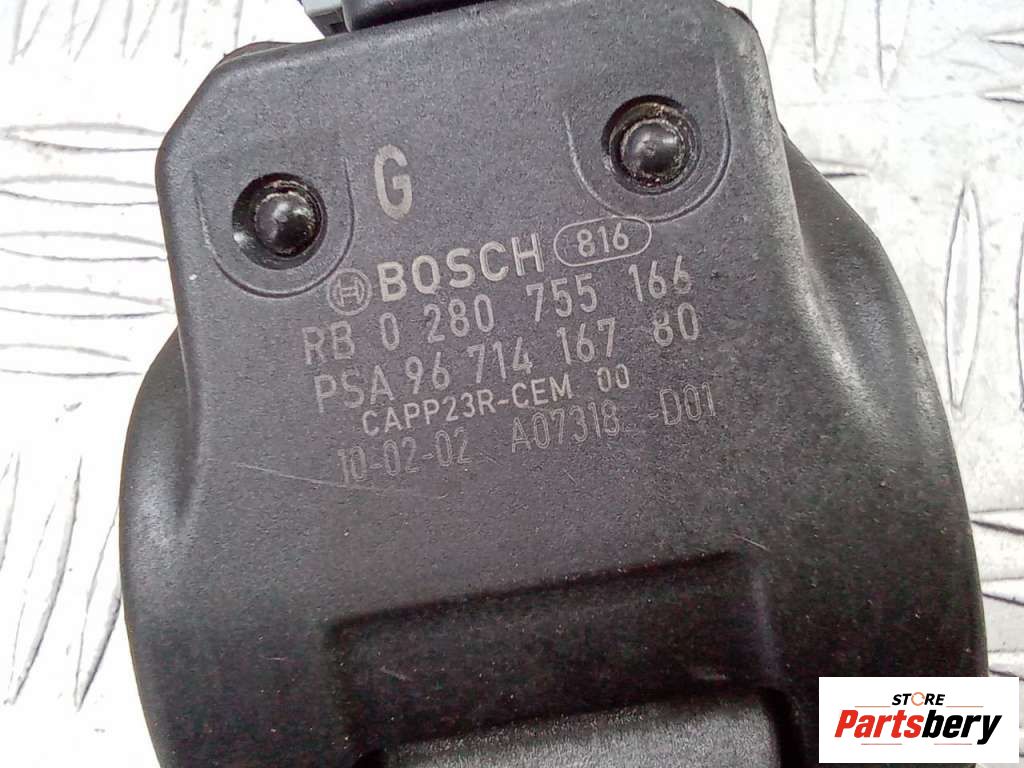 G
BOSCH 816
RB 0 280 755 166
PSA 96 714 167 80
CAPP23R-CEM 00
10-02-02 A07318 -D01
STORE
Partsbery